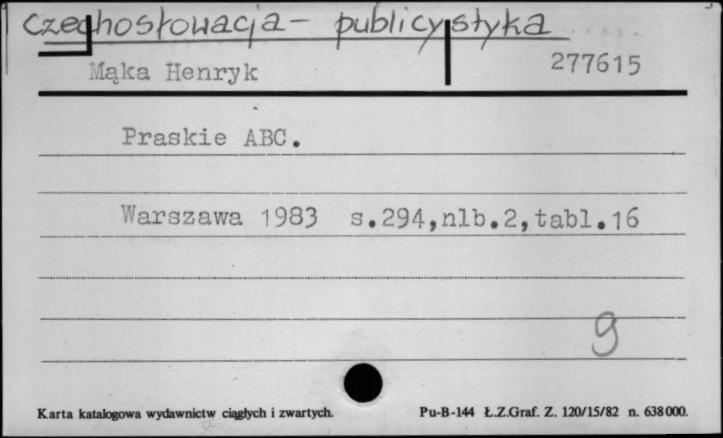 Czechosłowacja - publicystyka
Mąka Henryk 277615
Praskie ABC.
Warszawa 1983 s.294,nlb.2,tabl.16
9
Karta katalogowa wydawnictw ciągłych i zwartych. Pu-B-144 Ł.Z.Graf. Z. 120/15/82 n. 638000.